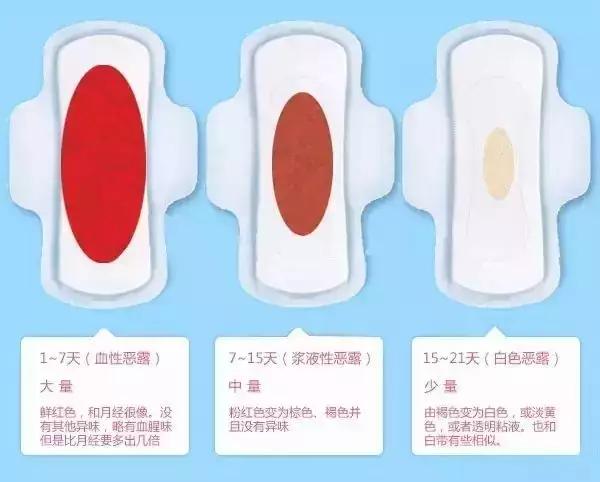 1~7天（血性恶露）
大 量
鲜红色，和月经很像。没
有其他异味，略有血腥味
但是比月经要多出几倍
7~15天（浆液性恶露）
中 量
粉红色变为棕色、褐色并
且没有异味
15~21天（白色恶露）
少 量
由褐色变为白色，或淡黄
色，或者透明粘液。也和
白带有些相似。